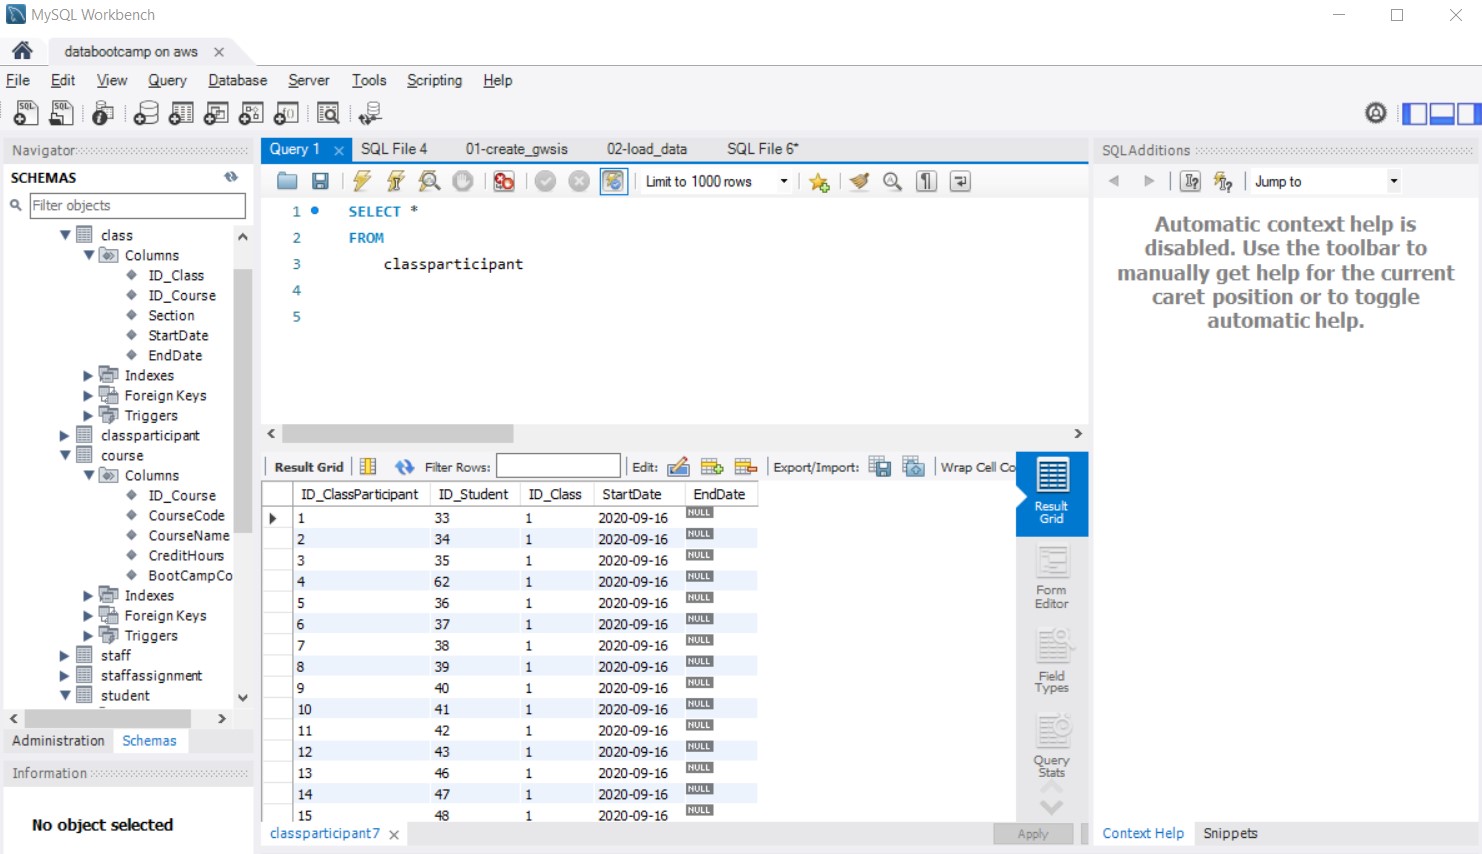 MySQL Workbench
databootcamp on aws
File Edit View Query Database Server Tools Scripting Help
Navigator
SCHEMAS
Filter objects
class
Columns
ID_Class
ID_Course
Section
StartDate
EndDate
Indexes
Foreign Keys
Triggers
classparticipant
course
Columns
ID_Course
CourseCode
CourseName
CreditHours
BootCampCo
Indexes
Foreign Keys
Triggers
staff
staffassignment
student
Administration Schemas
Information
No object selected
Query 1 SQL File 4 01-create_gwsis 02-load_data SQL File 6*
Limit to 1000 rows
1 SELECT *
2 FROM
3 classparticipant
4
5
Result Grid Filter Rows: Edit: Export/Import: Wrap Cell Co
ID_ClassParticipant ID_Student ID_Class StartDate EndDate
1 33 1 2020-09-16 NULL
2 34 1 2020-09-16 NULL
3 35 1 2020-09-16 NULL
4 62 1 2020-09-16 NULL
5 36 1 2020-09-16 NULL
6 37 1 2020-09-16 NULL
7 38 1 2020-09-16 NULL
8 39 1 2020-09-16 NULL
9 40 1 2020-09-16 NULL
10 41 1 2020-09-16 NULL
11 42 1 2020-09-16 NULL
12 43 1 2020-09-16 NULL
13 46 1 2020-09-16 NULL
14 47 1 2020-09-16 NULL
15 48 1 2020-09-16 NULL
Result
Grid
Form
Editor
Field
Types
Query
Stats
classparticipant7
Apply
SQLAdditions
Jump to
Automatic context help is
disabled. Use the toolbar to
manually get help for the current
caret position or to toggle
automatic help.
Context Help Snippets